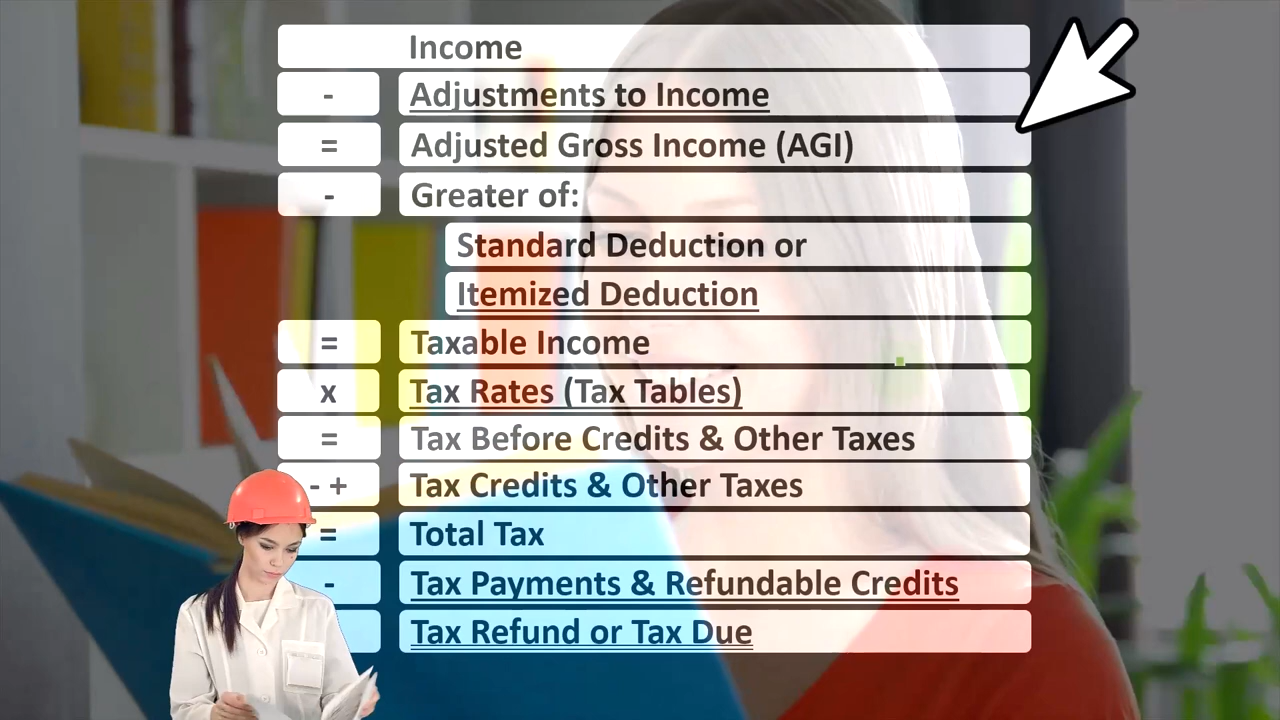 Income
- Adjustments to Income
= Adjusted Gross Income (AGI)
- Greater of:
Standard Deduction or
Itemized Deduction
= Taxable Income
x Tax Rates (Tax Tables)
= Tax Before Credits & Other Taxes
- + Tax Credits & Other Taxes
= Total Tax
- Tax Payments & Refundable Credits
Tax Refund or Tax Due